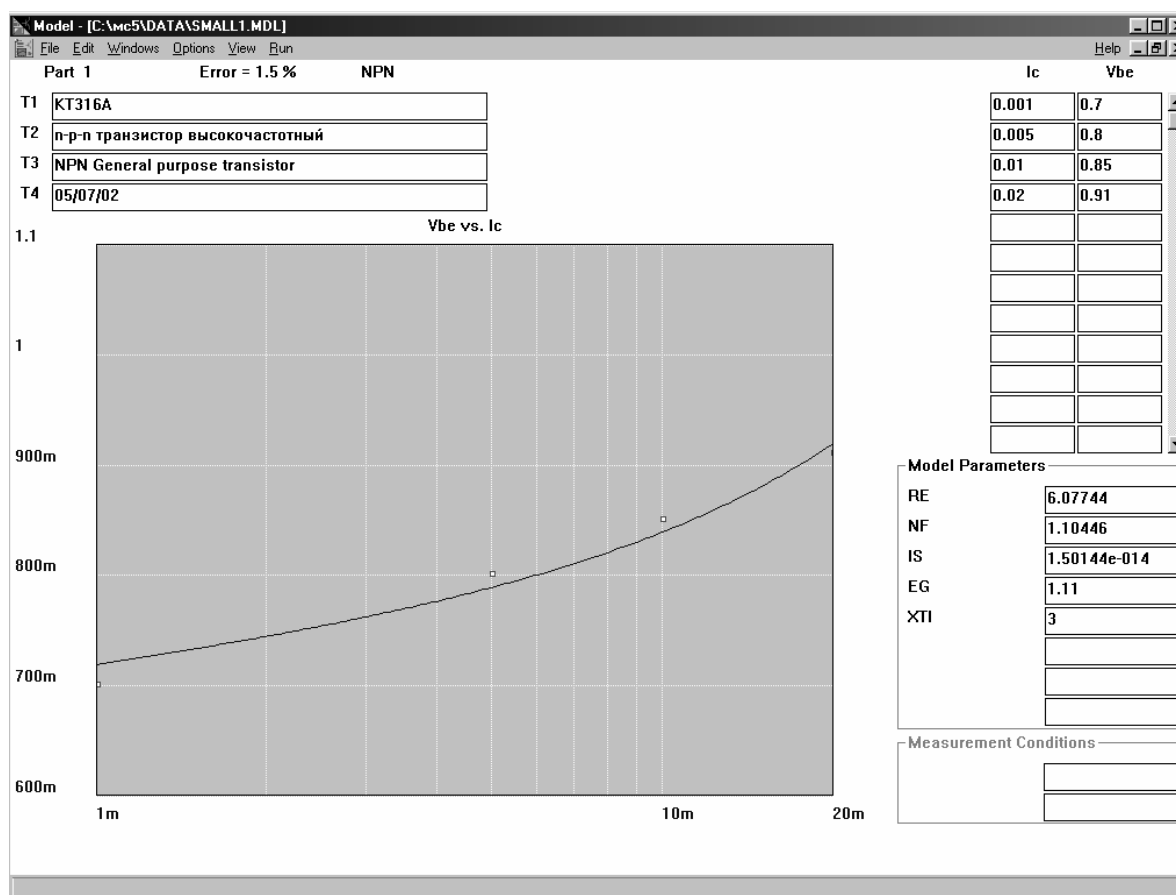 Model - [C:\мс5\DATA\SMALL1.MDL]
File Edit Windows Options View Run Help
Part 1 Error = 1.5 % NPN Ic Vbe
T1 KT316A 0.001 0.7
T2 n-p-n транзистор высокочастотный 0.005 0.8
T3 NPN General purpose transistor 0.01 0.85
T4 05/07/02 0.02 0.91
Vbe vs. Ic
1.1
1
900m
800m
700m
600m
1m 10m 20m
Model Parameters
RE 6.07744
NF 1.10446
IS 1.50144e-014
EG 1.11
XTI 3
Measurement Conditions